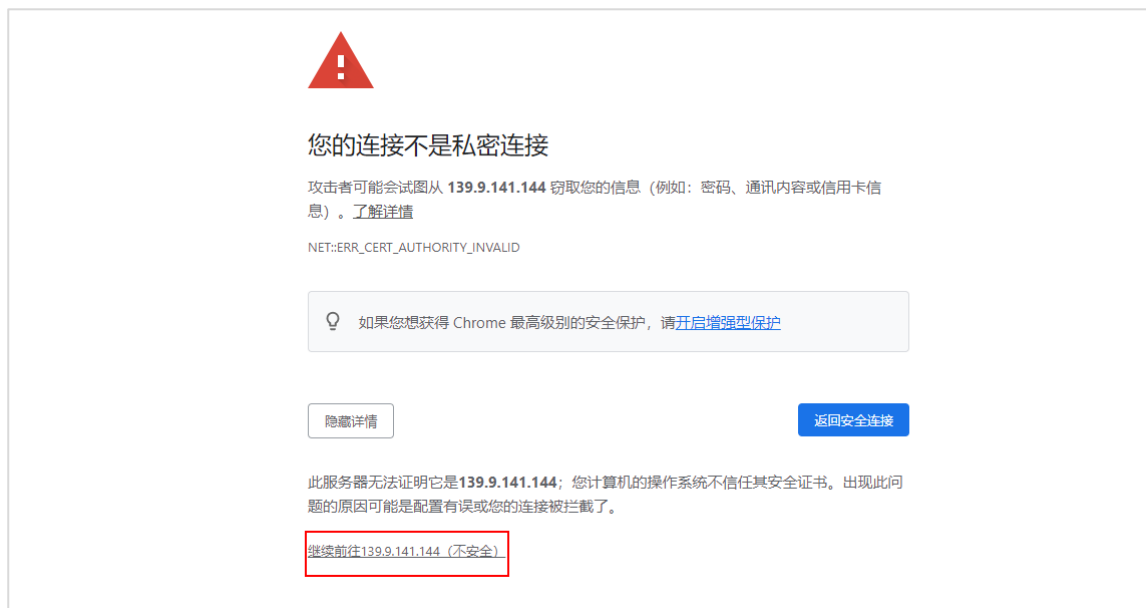 您的连接不是私密连接
攻击者可能会试图从 139.9.141.144 窃取您的信息（例如：密码、通讯内容或信用卡信
息）。了解详情
NET::ERR_CERT_AUTHORITY_INVALID
如果您想获得 Chrome 最高级别的安全保护，请开启增强型保护
隐藏详情
返回安全连接
此服务器无法证明它是139.9.141.144；您计算机的操作系统不信任其安全证书。出现此问
题的原因可能是配置有误或您的连接被拦截了。
继续前往139.9.141.144（不安全）